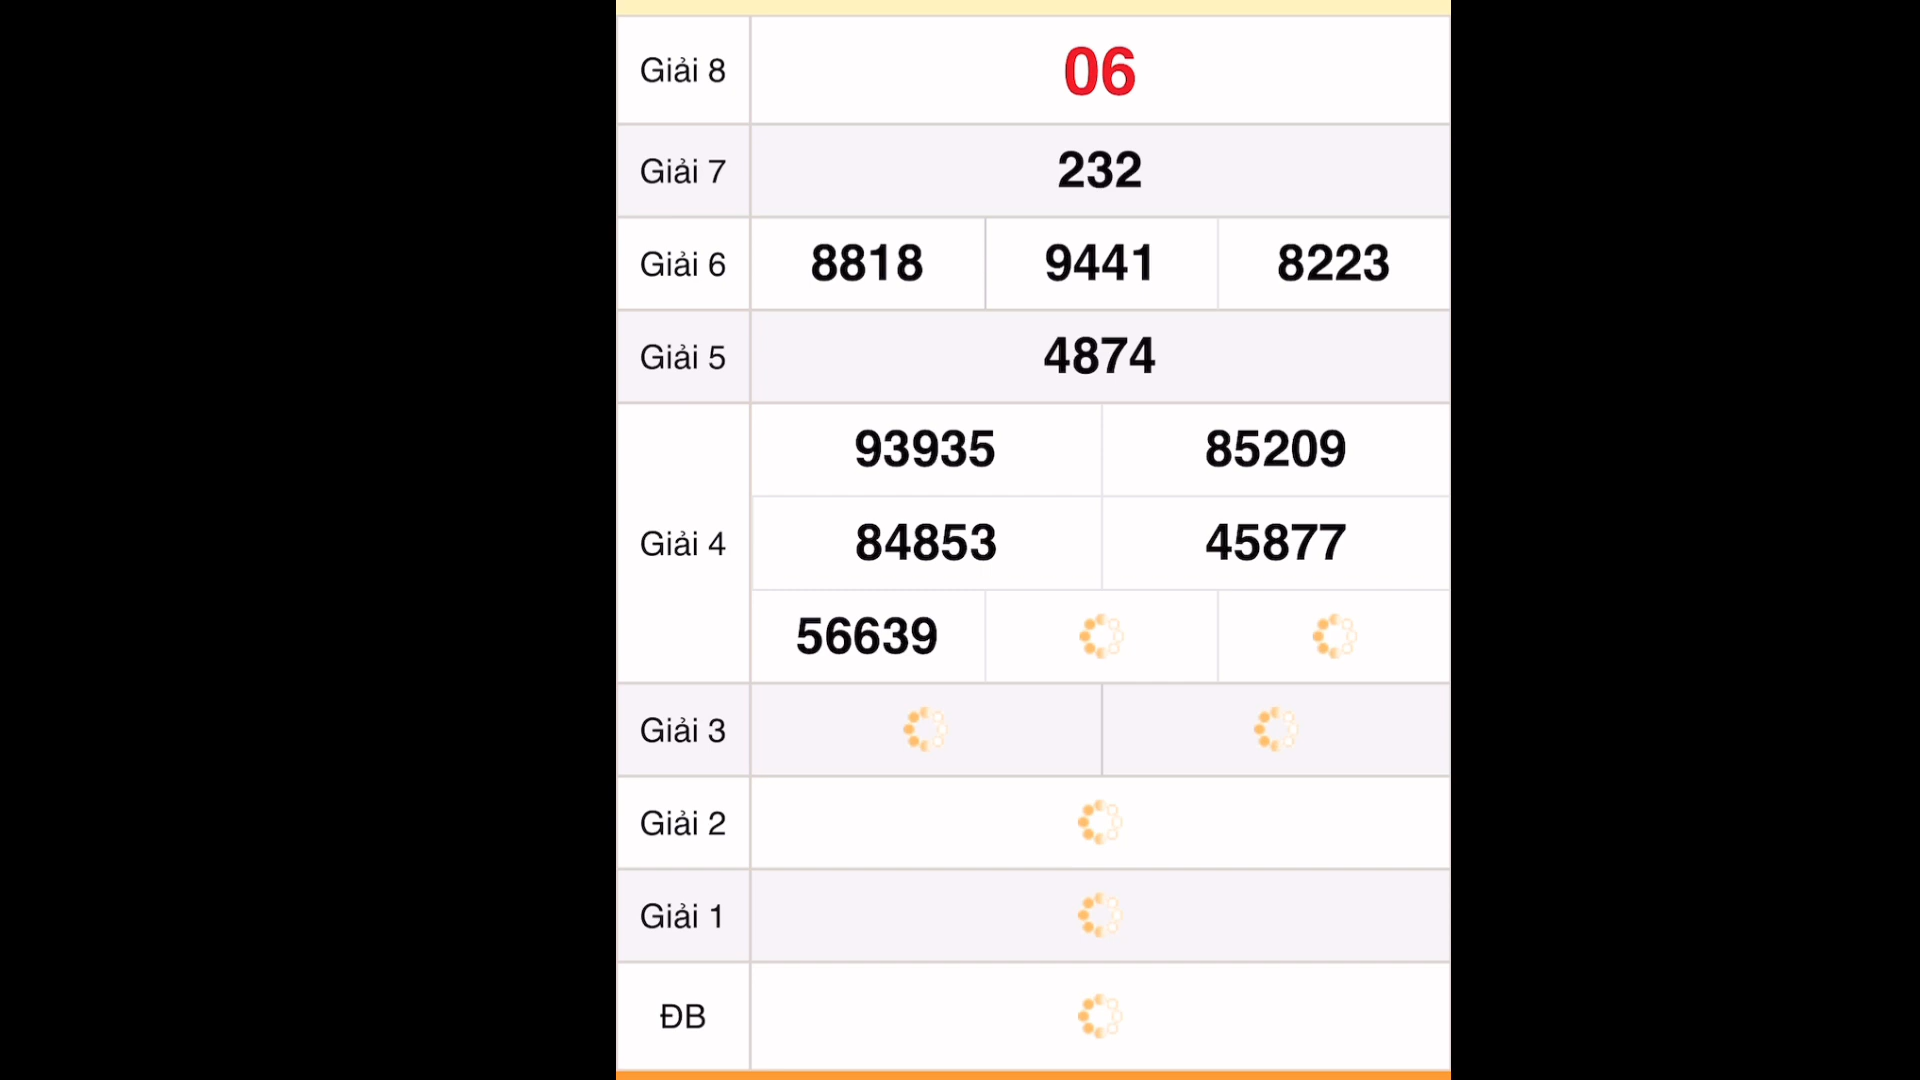 Giải 8 06
Giải 7 232
Giải 6 8818 9441 8223
Giải 5 4874
93935 85209
Giải 4 84853 45877
56639
Giải 3
Giải 2
Giải 1
ĐB